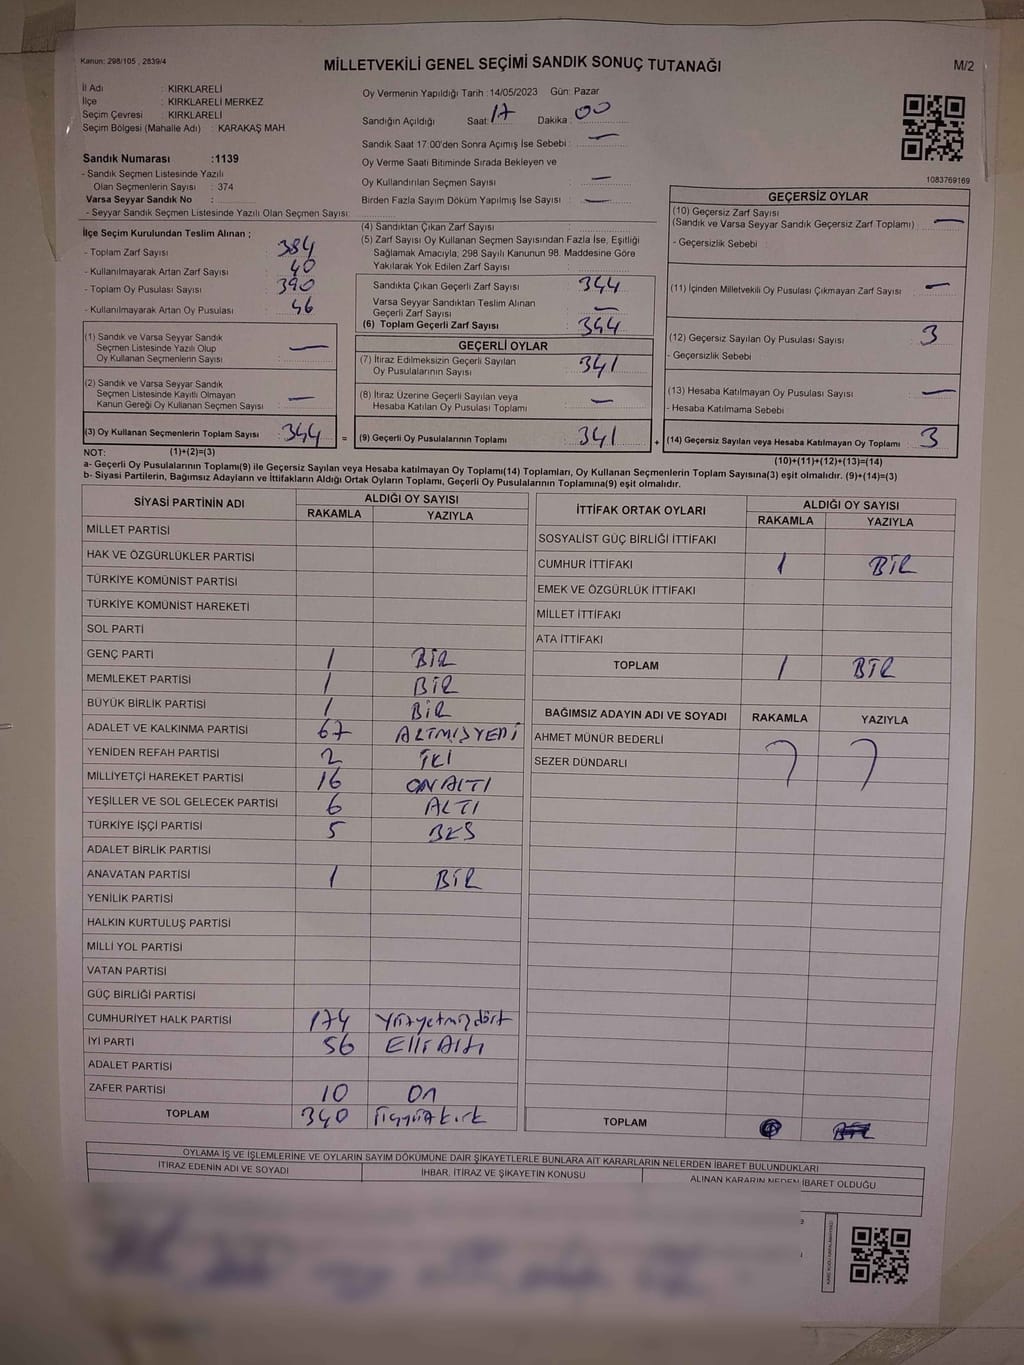 Kanun: 298/105 , 2839/4
MİLLETVEKİLİ GENEL SEÇİMİ SANDIK SONUÇ TUTANAĞI
M/2
İl Adı : KIRKLARELİ
İlçe : KIRKLARELİ MERKEZ
Seçim Çevresi : KIRKLARELİ
Seçim Bölgesi (Mahalle Adı) : KARAKAŞ MAH
Sandık Numarası :1139
- Sandık Seçmen Listesinde Yazılı
Olan Seçmenlerin Sayısı : 374
Varsa Seyyar Sandık No :
- Seyyar Sandık Seçmen Listesinde Yazılı Olan Seçmen Sayısı:
Oy Vermenin Yapıldığı Tarih :14/05/2023 Gün: Pazar
Sandığın Açıldığı Saat: 17 Dakika : 00
Sandık Saat 17.00'den Sonra Açımış İse Sebebi : —
Oy Verme Saati Bitiminde Sırada Bekleyen ve
Oy Kullandırılan Seçmen Sayısı : —
Birden Fazla Sayım Döküm Yapılmış İse Sayısı : —
1083769169
İlçe Seçim Kurulundan Teslim Alınan ;
- Toplam Zarf Sayısı : 384
- Kullanılmayarak Artan Zarf Sayısı : 40
- Toplam Oy Pusulası Sayısı : 390
- Kullanılmayarak Artan Oy Pusulası : 46
(1) Sandık ve Varsa Seyyar Sandık
Seçmen Listesinde Yazılı Olup
Oy Kullanan Seçmenlerin Sayısı : —
(2) Sandık ve Varsa Seyyar Sandık
Seçmen Listesinde Kayıtlı Olmayan
Kanun Gereği Oy Kullanan Seçmen Sayısı : —
(3) Oy Kullanan Seçmenlerin Toplam Sayısı : 344 =
(4) Sandıktan Çıkan Zarf Sayısı :
(5) Zarf Sayısı Oy Kullanan Seçmen Sayısından Fazla İse, Eşitliği
Sağlamak Amacıyla; 298 Sayılı Kanunun 98. Maddesine Göre
Yakılarak Yok Edilen Zarf Sayısı :
Sandıkta Çıkan Geçerli Zarf Sayısı : 344
Varsa Seyyar Sandıktan Teslim Alınan
Geçerli Zarf Sayısı : —
(6) Toplam Geçerli Zarf Sayısı : 344
GEÇERLİ OYLAR
(7) İtiraz Edilmeksizin Geçerli Sayılan
Oy Pusulalarının Sayısı : 341
(8) İtiraz Üzerine Geçerli Sayılan veya
Hesaba Katılan Oy Pusulası Toplamı : —
(9) Geçerli Oy Pusulalarının Toplamı : 341 +
GEÇERSİZ OYLAR
(10) Geçersiz Zarf Sayısı
(Sandık ve Varsa Seyyar Sandık Geçersiz Zarf Toplamı) : —
- Geçersizlik Sebebi :
(11) İçinden Milletvekili Oy Pusulası Çıkmayan Zarf Sayısı : —
(12) Geçersiz Sayılan Oy Pusulası Sayısı : 3
- Geçersizlik Sebebi :
(13) Hesaba Katılmayan Oy Pusulası Sayısı : —
- Hesaba Katılmama Sebebi :
(14) Geçersiz Sayılan veya Hesaba Katılmayan Oy Toplamı : 3
NOT: (1)+(2)=(3)
(10)+(11)+(12)+(13)=(14)
a- Geçerli Oy Pusulalarının Toplamı(9) ile Geçersiz Sayılan veya Hesaba katılmayan Oy Toplamı(14) Toplamları, Oy Kullanan Seçmenlerin Toplam Sayısına(3) eşit olmalıdır. (9)+(14)=(3)
b- Siyasi Partilerin, Bağımsız Adayların ve İttifakların Aldığı Ortak Oyların Toplamı, Geçerli Oy Pusulalarının Toplamına(9) eşit olmalıdır.
SİYASİ PARTİNİN ADI ALDIĞI OY SAYISI
RAKAMLA YAZIYLA
MİLLET PARTİSİ
HAK VE ÖZGÜRLÜKLER PARTİSİ
TÜRKİYE KOMÜNİST PARTİSİ
TÜRKİYE KOMÜNİST HAREKETİ
SOL PARTİ
GENÇ PARTİ 1 BİR
MEMLEKET PARTİSİ 1 BİR
BÜYÜK BİRLİK PARTİSİ 1 BİR
ADALET VE KALKINMA PARTİSİ 67 ALTMIŞYEDİ
YENİDEN REFAH PARTİSİ 2 İKİ
MİLLİYETÇİ HAREKET PARTİSİ 16 ONALTI
YEŞİLLER VE SOL GELECEK PARTİSİ 6 ALTI
TÜRKİYE İŞÇİ PARTİSİ 5 BEŞ
ADALET BİRLİK PARTİSİ
ANAVATAN PARTİSİ 1 BİR
YENİLİK PARTİSİ
HALKIN KURTULUŞ PARTİSİ
MİLLİ YOL PARTİSİ
VATAN PARTİSİ
GÜÇ BİRLİĞİ PARTİSİ
CUMHURİYET HALK PARTİSİ 174 Yüzyetmişdört
İYİ PARTİ 56 EllİAltı
ADALET PARTİSİ
ZAFER PARTİSİ 10 On
TOPLAM 340 Üçyüzkırk
İTTİFAK ORTAK OYLARI ALDIĞI OY SAYISI
RAKAMLA YAZIYLA
SOSYALİST GÜÇ BİRLİĞİ İTTİFAKI
CUMHUR İTTİFAKI 1 BİR
EMEK VE ÖZGÜRLÜK İTTİFAKI
MİLLET İTTİFAKI
ATA İTTİFAKI
TOPLAM 1 BİR
BAĞIMSIZ ADAYIN ADI VE SOYADI RAKAMLA YAZIYLA
AHMET MÜNÜR BEDERLİ
SEZER DÜNDARLI
TOPLAM
OYLAMA İŞ VE İŞLEMLERİNE VE OYLARIN SAYIM DÖKÜMÜNE DAİR ŞİKAYETLERLE BUNLARA AİT KARARLARIN NELERDEN İBARET BULUNDUKLARI
İTİRAZ EDENİN ADI VE SOYADI İHBAR, İTİRAZ VE ŞİKAYETİN KONUSU ALINAN KARARIN NEDEN İBARET OLDUĞU